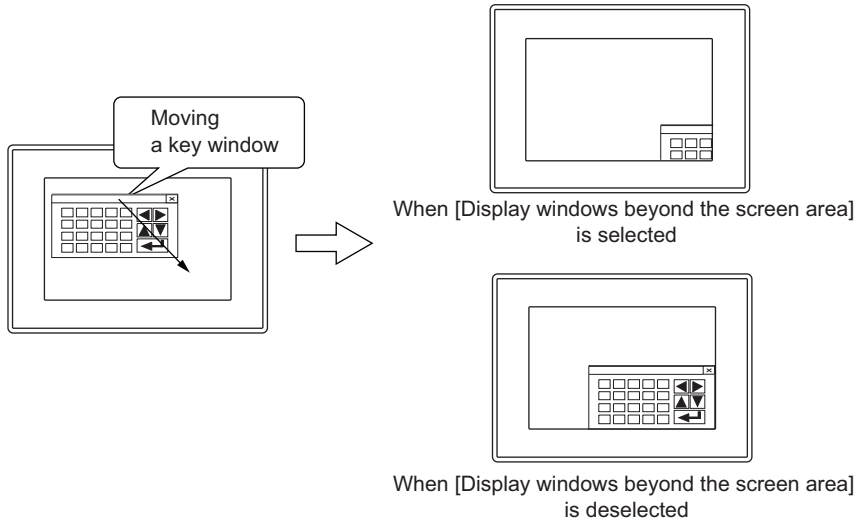 Moving
a key window
When [Display windows beyond the screen area]
is selected
When [Display windows beyond the screen area]
is deselected